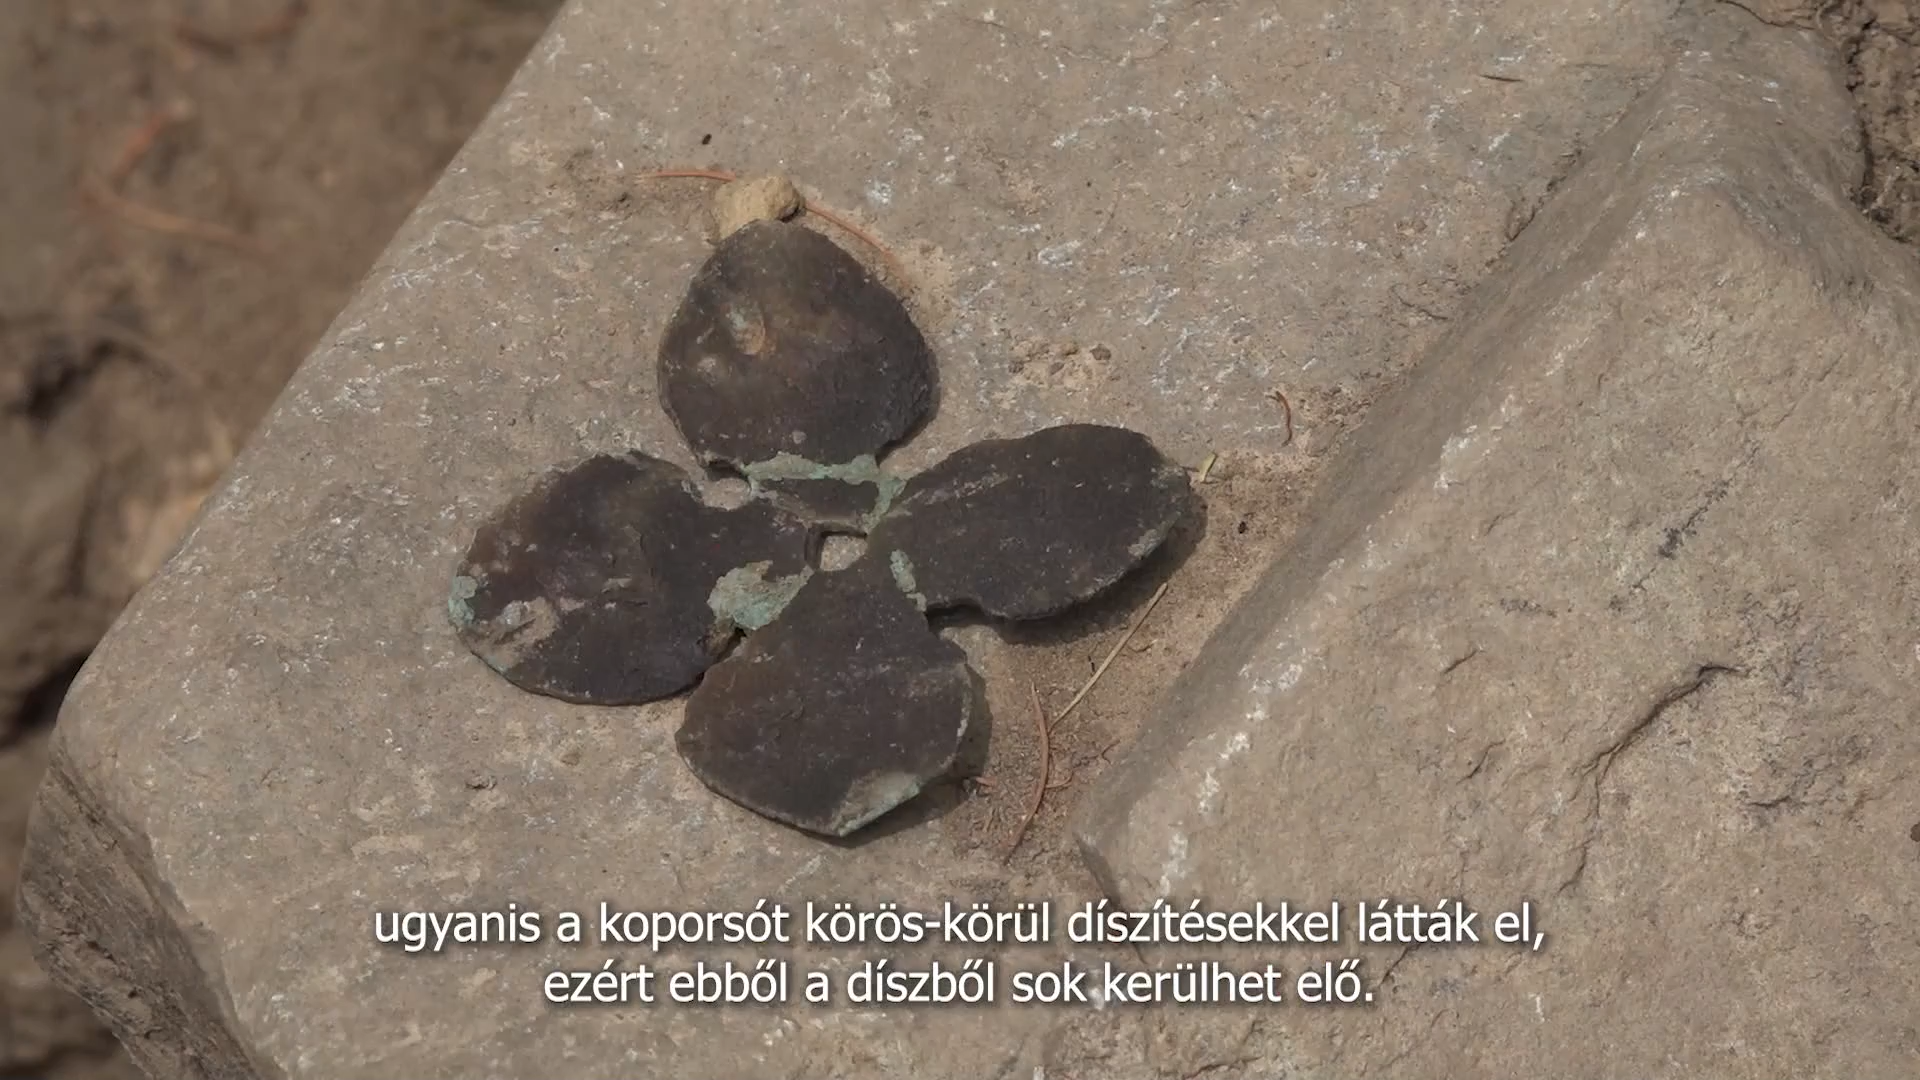 ugyanis a koporsót körös-körül díszítésekkel látták el,
ezért ebből a díszből sok kerülhet elő.